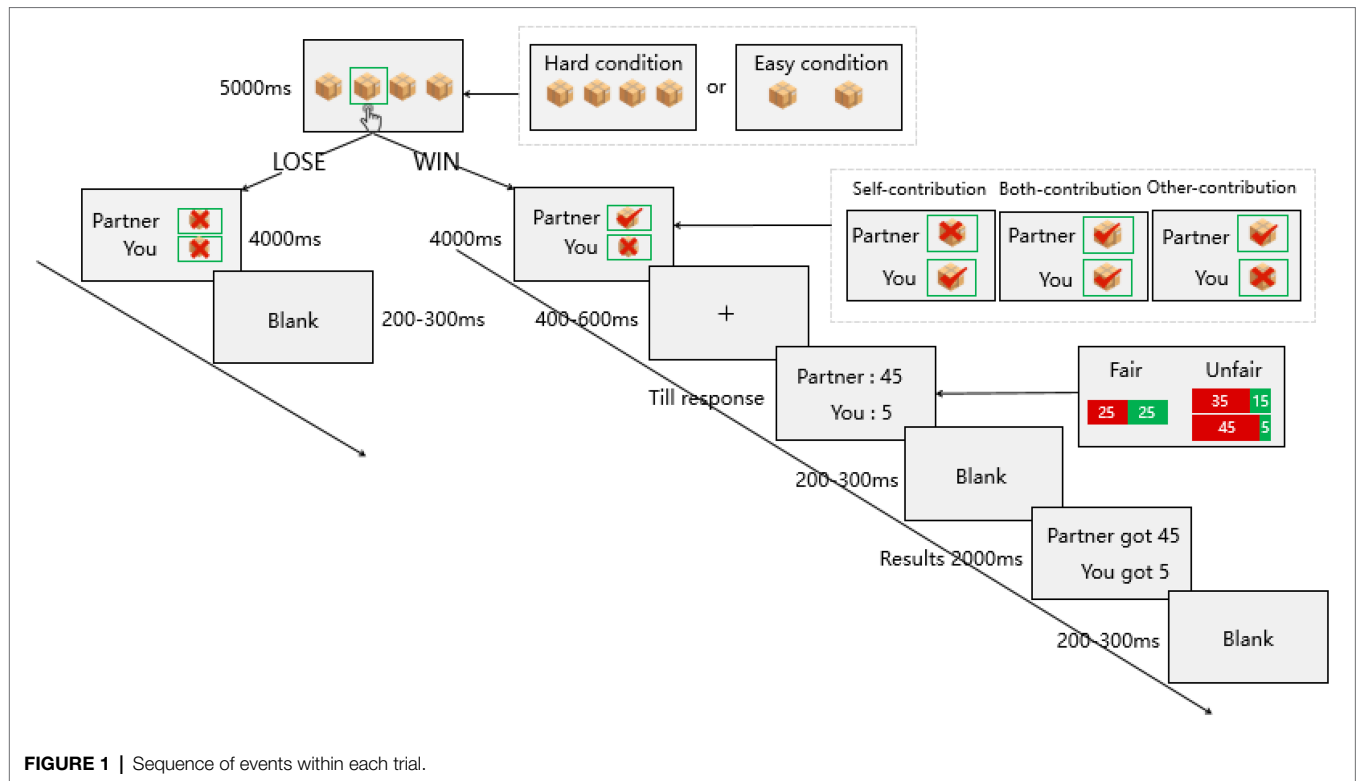 Hard condition
or
Easy condition
5000ms
LOSE
WIN
Partner
You
4000ms
Blank
200-300ms
4000ms
Partner
You
Self-contribution
Both-contribution
Other-contribution
Partner
You
Partner
You
Partner
You
400-600ms
+
Till response
Partner : 45
You : 5
Fair
Unfair
25 25
35 15
45 5
200-300ms
Blank
Results 2000ms
Partner got 45
You got 5
200-300ms
Blank
FIGURE 1 | Sequence of events within each trial.